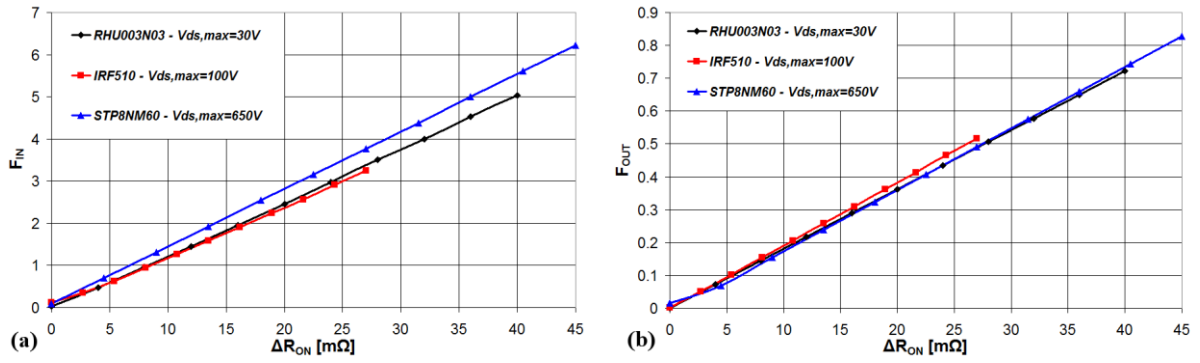 7
6
5
4
3
2
1
0
F_IN
RHU003N03 - Vds,max=30V
IRF510 - Vds,max=100V
STP8NM60 - Vds,max=650V
0 5 10 15 20 25 30 35 40 45
(a)
ΔR_ON [mΩ]
0.9
0.8
0.7
0.6
0.5
0.4
0.3
0.2
0.1
0
F_OUT
RHU003N03 - Vds,max=30V
IRF510 - Vds,max=100V
STP8NM60 - Vds,max=650V
0 5 10 15 20 25 30 35 40 45
(b)
ΔR_ON [mΩ]